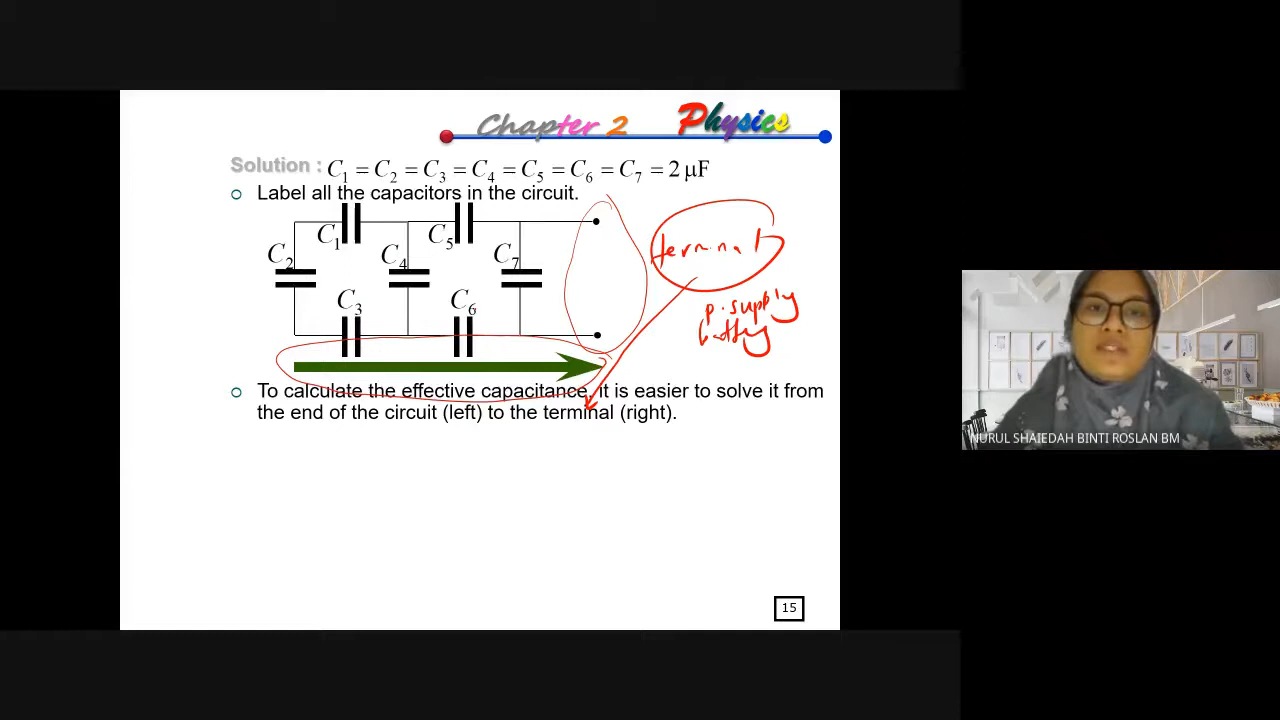 Chapter 2 Physics
Solution : C₁ = C₂ = C₃ = C₄ = C₅ = C₆ = C₇ = 2 μF
Label all the capacitors in the circuit.
C₁ C₅
C₂ C₄ C₇
C₃ C₆
terminal
p. supply
battery
To calculate the effective capacitance, it is easier to solve it from
the end of the circuit (left) to the terminal (right).
15
NURUL SHAIEDAH BINTI ROSLAN BM